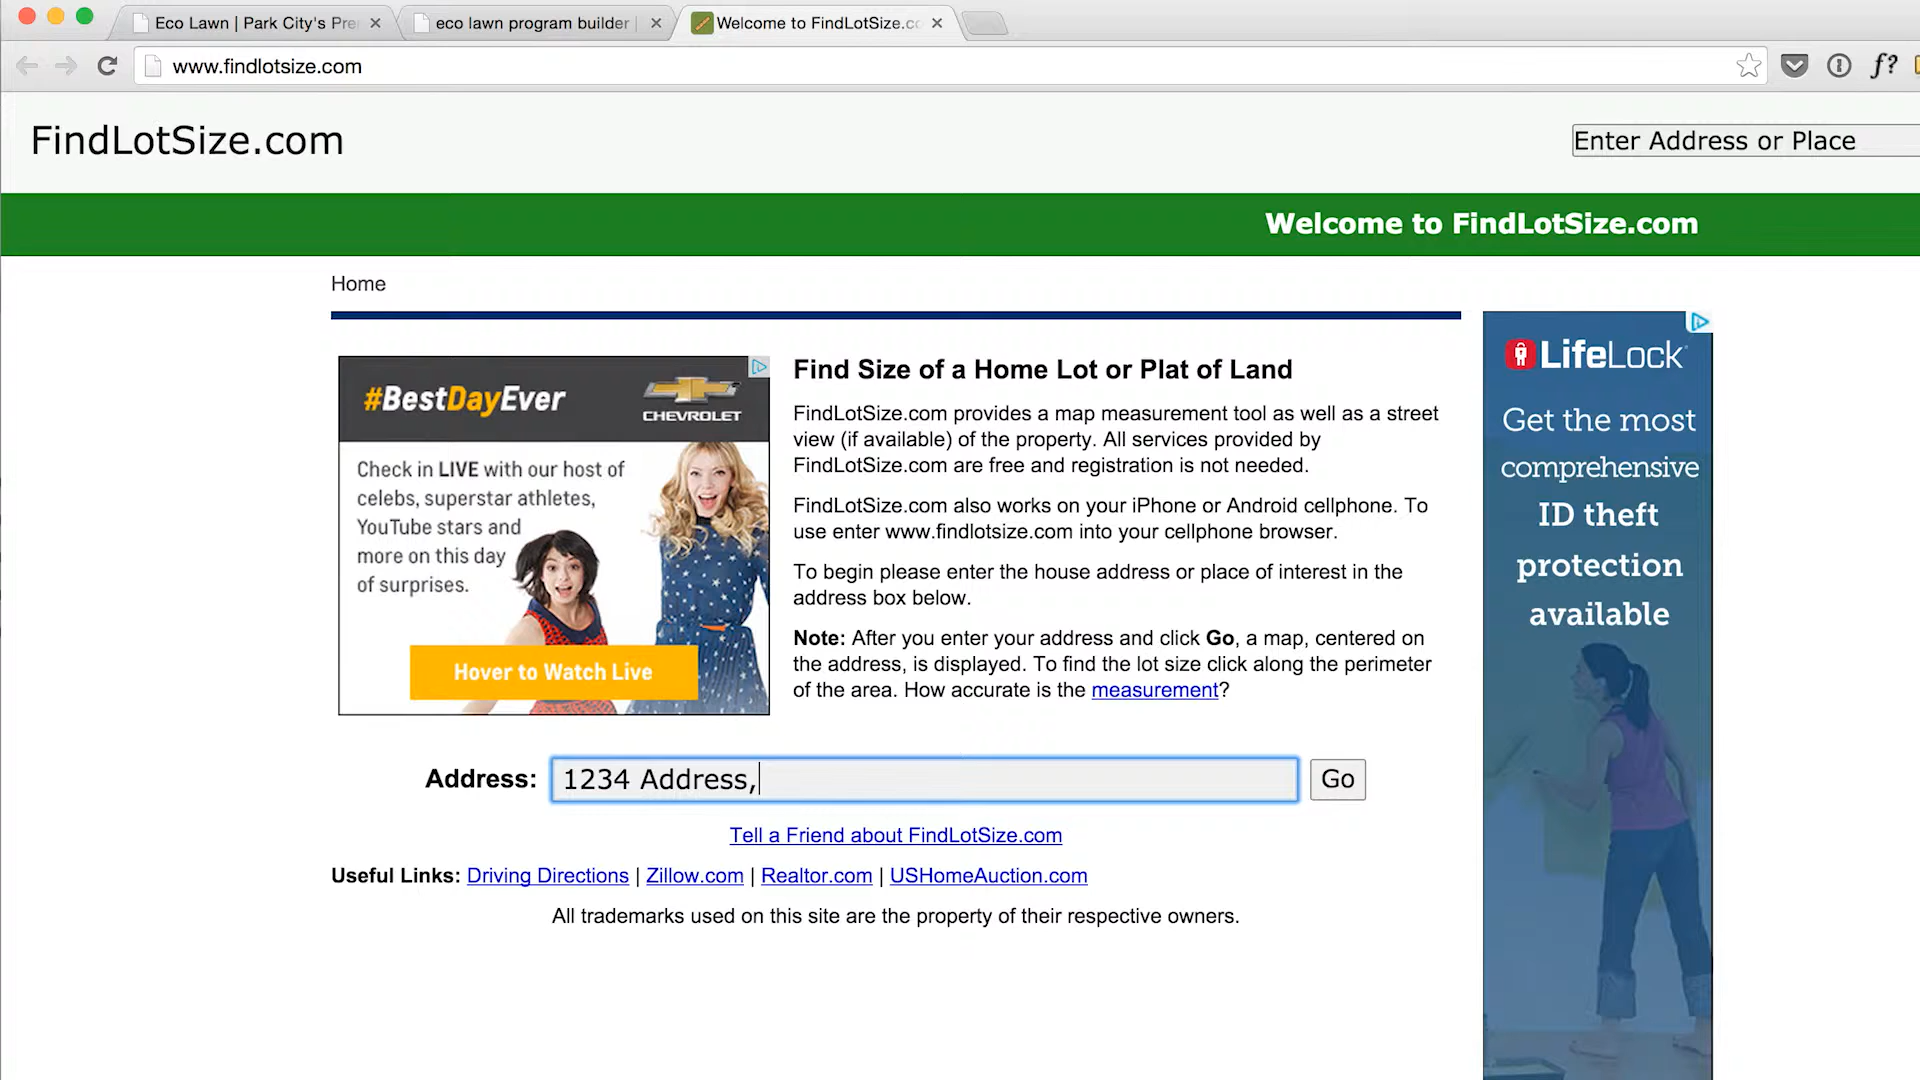 Eco Lawn | Park City's Pre
eco lawn program builder |
Welcome to FindLotSize.co
www.findlotsize.com
f?
FindLotSize.com
Enter Address or Place
Welcome to FindLotSize.com
Home
#BestDayEver
CHEVROLET
Check in LIVE with our host of
celebs, superstar athletes,
YouTube stars and
more on this day
of surprises.
Hover to Watch Live
Find Size of a Home Lot or Plat of Land
FindLotSize.com provides a map measurement tool as well as a street
view (if available) of the property. All services provided by
FindLotSize.com are free and registration is not needed.
FindLotSize.com also works on your iPhone or Android cellphone. To
use enter www.findlotsize.com into your cellphone browser.
To begin please enter the house address or place of interest in the
address box below.
Note: After you enter your address and click Go, a map, centered on
the address, is displayed. To find the lot size click along the perimeter
of the area. How accurate is the measurement?
LifeLock
Get the most
comprehensive
ID theft
protection
available
Address: 1234 Address, Go
Tell a Friend about FindLotSize.com
Useful Links: Driving Directions | Zillow.com | Realtor.com | USHomeAuction.com
All trademarks used on this site are the property of their respective owners.